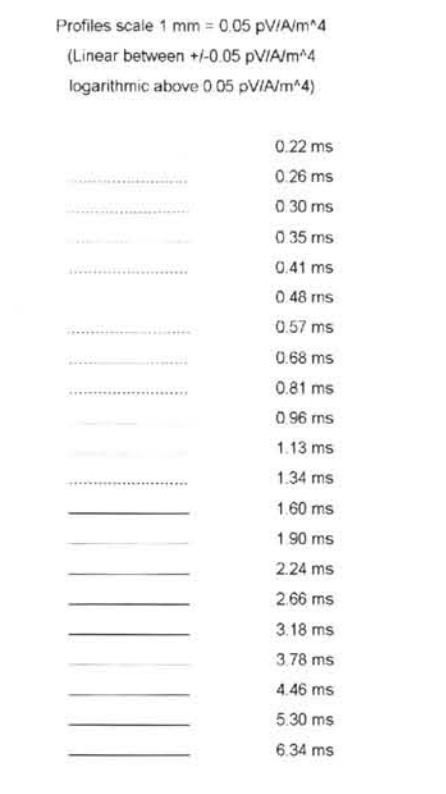 Profiles scale 1 mm = 0.05 pV/A/m^4
(Linear between +/-0.05 pV/A/m^4
logarithmic above 0.05 pV/A/m^4)
0.22 ms
0.26 ms
0.30 ms
0.35 ms
0.41 ms
0.48 ms
0.57 ms
0.68 ms
0.81 ms
0.96 ms
1.13 ms
1.34 ms
1.60 ms
1.90 ms
2.24 ms
2.66 ms
3.18 ms
3.78 ms
4.46 ms
5.30 ms
6.34 ms